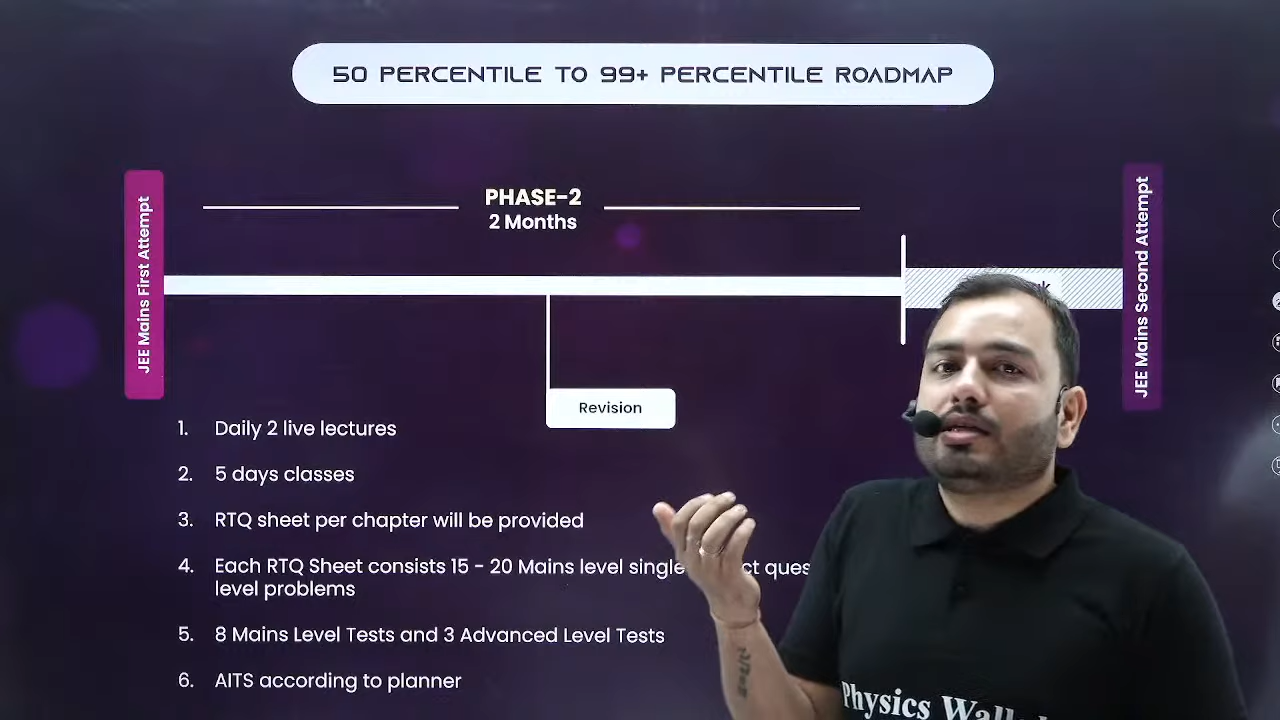 50 PERCENTILE TO 99+ PERCENTILE ROADMAP
PHASE-2
2 Months
JEE Mains First Attempt
JEE Mains Second Attempt
Revision
1. Daily 2 live lectures
2. 5 days classes
3. RTQ sheet per chapter will be provided
4. Each RTQ Sheet consists 15 - 20 Mains level
level problems
5. 8 Mains Level Tests and 3 Advanced Level Tests
6. AITS according to planner
Physics